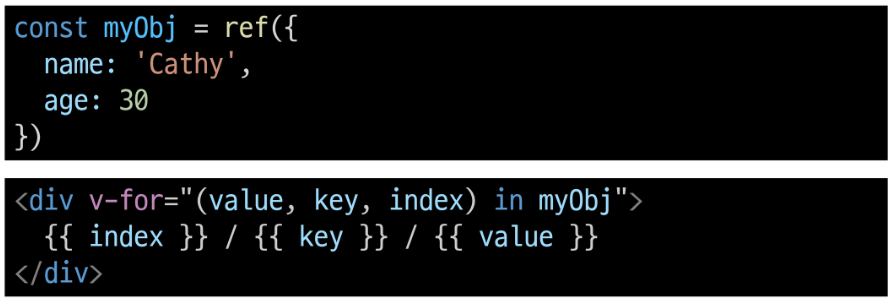 const myObj = ref({
  name: 'Cathy',
  age: 30
})
<div v-for="(value, key, index) in myObj">
  {{ index }} / {{ key }} / {{ value }}
</div>